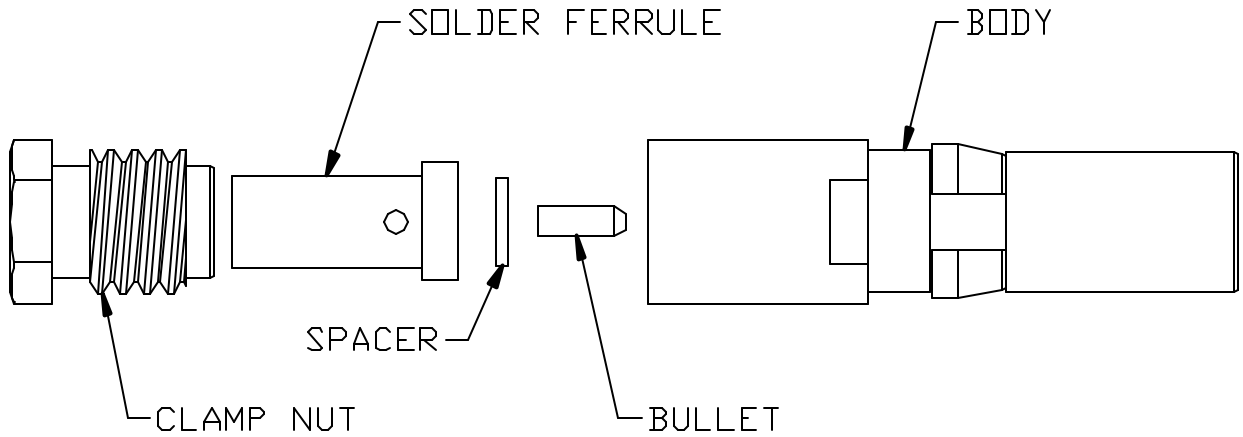 SOLDER FERRULE
BODY
SPACER
CLAMP NUT
BULLET